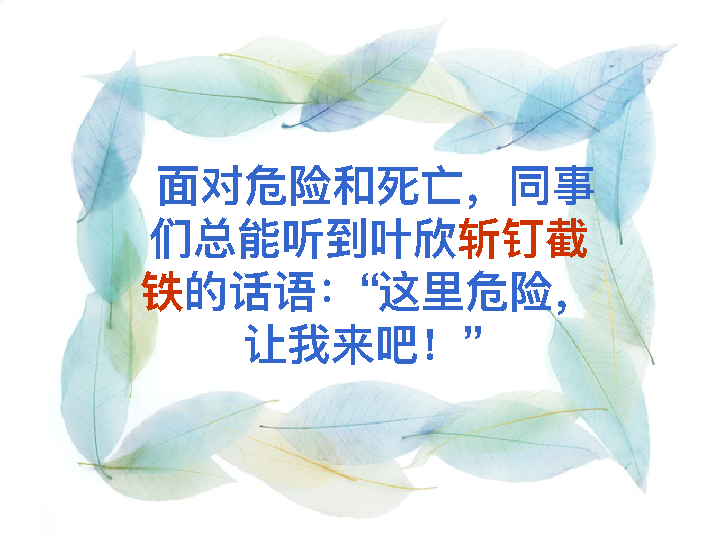 面对危险和死亡，同事
们总能听到叶欣斩钉截
铁的话语：“这里危险，
让我来吧！”